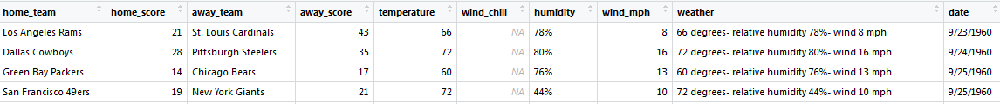 home_team home_score away_team away_score temperature wind_chill humidity wind_mph weather date
Los Angeles Rams 21 St. Louis Cardinals 43 66 NA 78% 8 66 degrees- relative humidity 78%- wind 8 mph 9/23/1960
Dallas Cowboys 28 Pittsburgh Steelers 35 72 NA 80% 16 72 degrees- relative humidity 80%- wind 16 mph 9/24/1960
Green Bay Packers 14 Chicago Bears 17 60 NA 76% 13 60 degrees- relative humidity 76%- wind 13 mph 9/25/1960
San Francisco 49ers 19 New York Giants 21 72 NA 44% 10 72 degrees- relative humidity 44%- wind 10 mph 9/25/1960